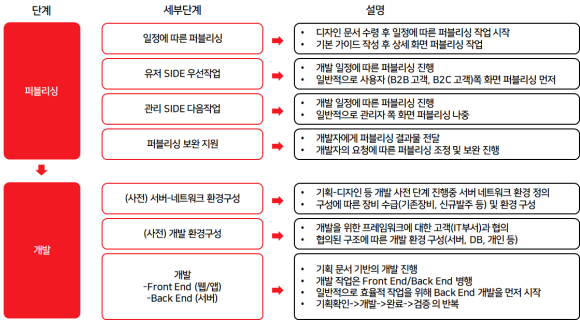 단계 세부단계 설명
퍼블리싱
일정에 따른 퍼블리싱
• 디자인 문서 수령 후 일정에 따른 퍼블리싱 작업 시작
• 기본 가이드 작성 후 상세 화면 퍼블리싱 작업
유저 SIDE 우선작업
• 개발 일정에 따른 퍼블리싱 진행
• 일반적으로 사용자 (B2B 고객, B2C 고객)쪽 화면 퍼블리싱 먼저
관리 SIDE 다음작업
• 개발 일정에 따른 퍼블리싱 진행
• 일반적으로 관리자 쪽 화면 퍼블리싱 나중
퍼블리싱 보완 지원
• 개발자에게 퍼블리싱 결과물 전달
• 개발자의 요청에 따른 퍼블리싱 조정 및 보완 진행
개발
(사전) 서버-네트워크 환경구성
• 기획-디자인 등 개발 사전 단계 진행중 서버 네트워크 환경 정의
• 구성에 따른 장비 수급(기존장비, 신규발주 등) 및 환경 구성
(사전) 개발 환경구성
• 개발을 위한 프레임워크에 대한 고객(IT부서)과 협의
• 협의된 구조에 따른 개발 환경 구성(서버, DB, 개인 등)
개발
-Front End (웹/앱)
-Back End (서버)
• 기획 문서 기반의 개발 진행
• 개발 작업은 Front End/Back End 병행
• 일반적으로 효율적 작업을 위해 Back End 개발을 먼저 시작
• 기획확인->개발->완료->검증의 반복